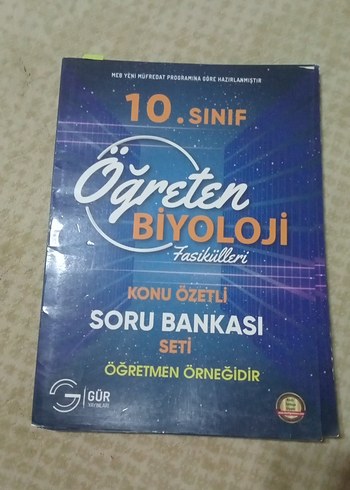 MEB YENİ MÜFREDAT PROGRAMINA GÖRE HAZIRLANMIŞTIR
10.SINIF
Öğreten
BİYOLOJİ
Fasikülleri
KONU ÖZETLİ
SORU BANKASI
SETİ
ÖĞRETMEN ÖRNEĞİDİR
GÜR
YAYINLARI